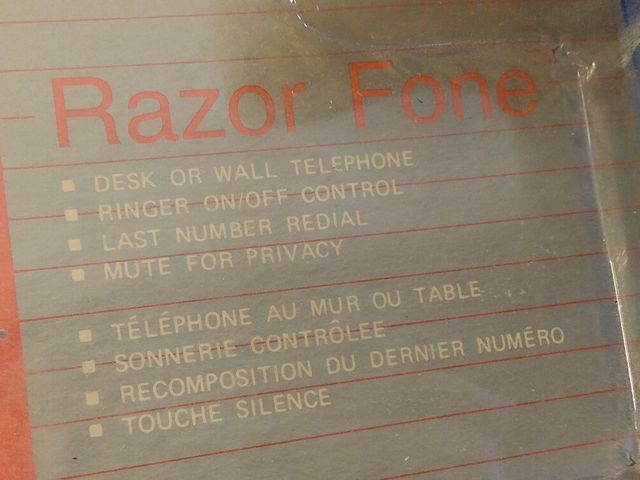 Razor Fone™
▪ DESK OR WALL TELEPHONE
▪ RINGER ON/OFF CONTROL
▪ LAST NUMBER REDIAL
▪ MUTE FOR PRIVACY
▪ TÉLÉPHONE AU MUR OU TABLE
▪ SONNERIE CONTRÔLEE
▪ RECOMPOSITION DU DERNIER NUMÉRO
▪ TOUCHE SILENCE